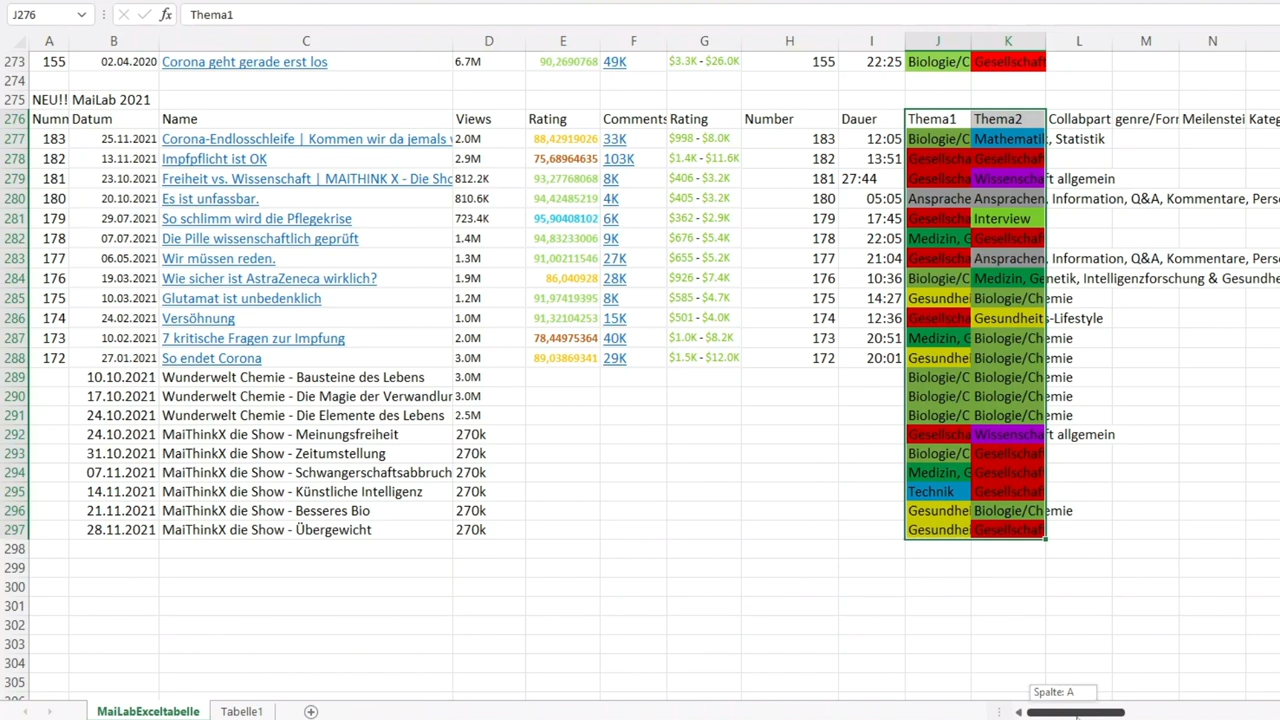 J276 fx Thema1
A B C D E F G H I J K L M N
273 155 02.04.2020 Corona geht gerade erst los 6.7M 90,2690768 49K $3.3K - $26.0K 155 22:25 Biologie/C Gesellschaft
274
275 NEU!! MaiLab 2021
276 Numn Datum Name Views Rating Comments Rating Number Dauer Thema1 Thema2 Collabpart genre/Forr Meilenstei Kateg
277 183 25.11.2021 Corona-Endlosschleife | Kommen wir da jemals v 2.0M 88,42919026 33K $998 - $8.0K 183 12:05 Biologie/C Mathematik, Statistik
278 182 13.11.2021 Impfpflicht ist OK 2.9M 75,68964635 103K $1.4K - $11.6K 182 13:51 Gesellscha Gesellschaft
279 181 23.10.2021 Freiheit vs. Wissenschaft | MAITHINK X - Die Sho 812.2K 93,27768068 8K $406 - $3.2K 181 27:44 Gesellscha Wissenschaft allgemein
280 180 20.10.2021 Es ist unfassbar. 810.6K 94,42485219 4K $405 - $3.2K 180 05:05 Ansprache Ansprachen, Information, Q&A, Kommentare, Perso
281 179 29.07.2021 So schlimm wird die Pflegekrise 723.4K 95,90408102 6K $362 - $2.9K 179 17:45 Gesellscha Interview
282 178 07.07.2021 Die Pille wissenschaftlich geprüft 1.4M 94,83233006 9K $676 - $5.4K 178 22:05 Medizin, G Gesellschaft
283 177 06.05.2021 Wir müssen reden. 1.3M 91,00211546 27K $655 - $5.2K 177 21:04 Gesellscha Ansprachen, Information, Q&A, Kommentare, Perso
284 176 19.03.2021 Wie sicher ist AstraZeneca wirklich? 1.9M 86,040928 28K $926 - $7.4K 176 10:36 Biologie/C Medizin, Genetik, Intelligenzforschung & Gesundhe
285 175 10.03.2021 Glutamat ist unbedenklich 1.2M 91,97419395 8K $585 - $4.7K 175 14:27 Gesundhei Biologie/Chemie
286 174 24.02.2021 Versöhnung 1.0M 91,32104253 15K $501 - $4.0K 174 12:36 Gesellscha Gesundheits-Lifestyle
287 173 10.02.2021 7 kritische Fragen zur Impfung 2.0M 78,44975364 40K $1.0K - $8.2K 173 20:51 Medizin, G Biologie/Chemie
288 172 27.01.2021 So endet Corona 3.0M 89,03869341 29K $1.5K - $12.0K 172 20:01 Gesundhei Biologie/Chemie
289 10.10.2021 Wunderwelt Chemie - Bausteine des Lebens 3.0M Biologie/C Biologie/Chemie
290 17.10.2021 Wunderwelt Chemie - Die Magie der Verwandlur 3.0M Biologie/C Biologie/Chemie
291 24.10.2021 Wunderwelt Chemie - Die Elemente des Lebens 2.5M Biologie/C Biologie/Chemie
292 24.10.2021 MaiThinkX die Show - Meinungsfreiheit 270k Gesellscha Wissenschaft allgemein
293 31.10.2021 MaiThinkX die Show - Zeitumstellung 270k Biologie/C Gesellschaft
294 07.11.2021 MaiThinkX die Show - Schwangerschaftsabbruch 270k Medizin, G Gesellschaft
295 14.11.2021 MaiThinkX die Show - Künstliche Intelligenz 270k Technik Gesellschaft
296 21.11.2021 MaiThinkX die Show - Besseres Bio 270k Gesundhei Biologie/Chemie
297 28.11.2021 MaiThinkX die Show - Übergewicht 270k Gesundhei Gesellschaft
298
299
300
301
302
303
304
305
Spalte: A
MaiLabExceltabelle Tabelle1